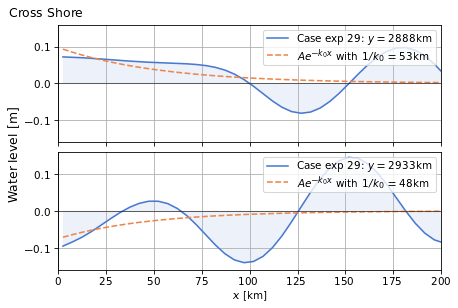 Cross Shore
Water level [m]
0.1
0.0
−0.1
Case exp 29: y = 2888km
Ae^{−k₀x} with 1/k₀ = 53km
0.1
0.0
−0.1
Case exp 29: y = 2933km
Ae^{−k₀x} with 1/k₀ = 48km
0 25 50 75 100 125 150 175 200
x [km]